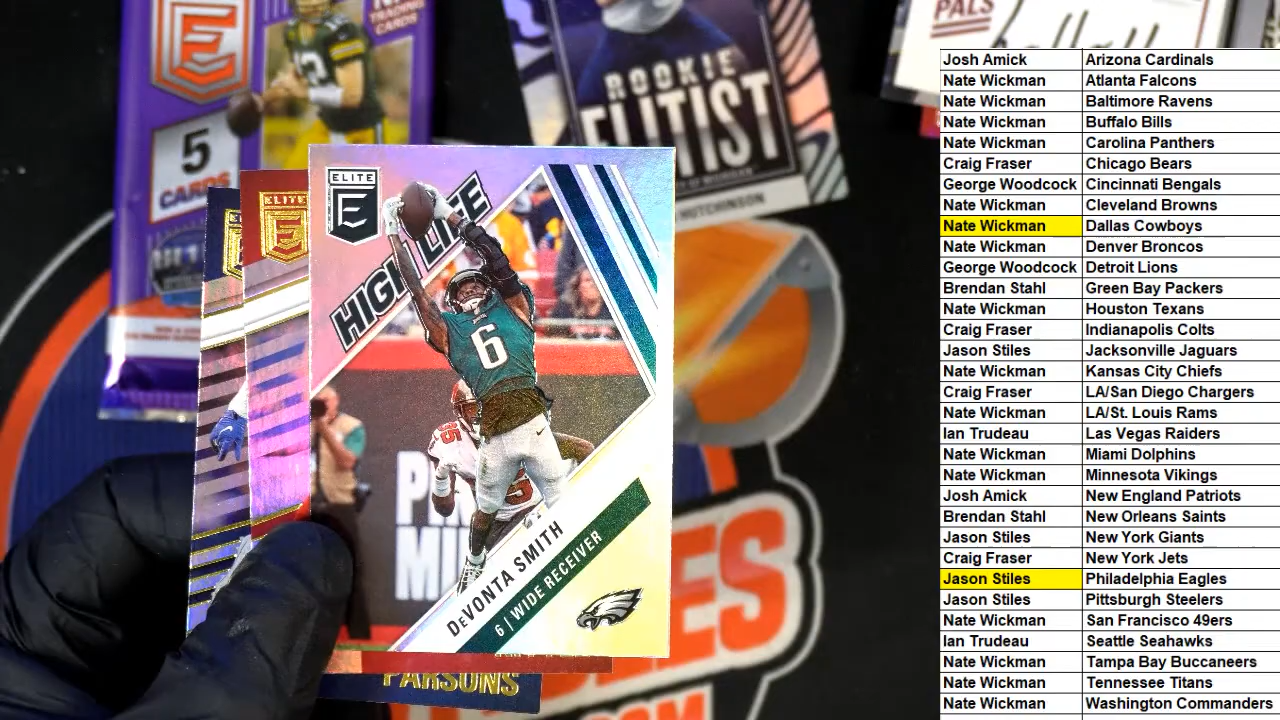 PALS
E
5
CARDS
TRADING
CARDS
ROOKIE
ELITIST
ELITE
ELITE
E
HIGH LIFE
6
DEVONTA SMITH
6 | WIDE RECEIVER
PARSONS
Josh Amick Arizona Cardinals
Nate Wickman Atlanta Falcons
Nate Wickman Baltimore Ravens
Nate Wickman Buffalo Bills
Nate Wickman Carolina Panthers
Craig Fraser Chicago Bears
George Woodcock Cincinnati Bengals
Nate Wickman Cleveland Browns
Nate Wickman Dallas Cowboys
Nate Wickman Denver Broncos
George Woodcock Detroit Lions
Brendan Stahl Green Bay Packers
Nate Wickman Houston Texans
Craig Fraser Indianapolis Colts
Jason Stiles Jacksonville Jaguars
Nate Wickman Kansas City Chiefs
Craig Fraser LA/San Diego Chargers
Nate Wickman LA/St. Louis Rams
Ian Trudeau Las Vegas Raiders
Nate Wickman Miami Dolphins
Nate Wickman Minnesota Vikings
Josh Amick New England Patriots
Brendan Stahl New Orleans Saints
Jason Stiles New York Giants
Craig Fraser New York Jets
Jason Stiles Philadelphia Eagles
Jason Stiles Pittsburgh Steelers
Nate Wickman San Francisco 49ers
Ian Trudeau Seattle Seahawks
Nate Wickman Tampa Bay Buccaneers
Nate Wickman Tennessee Titans
Nate Wickman Washington Commanders